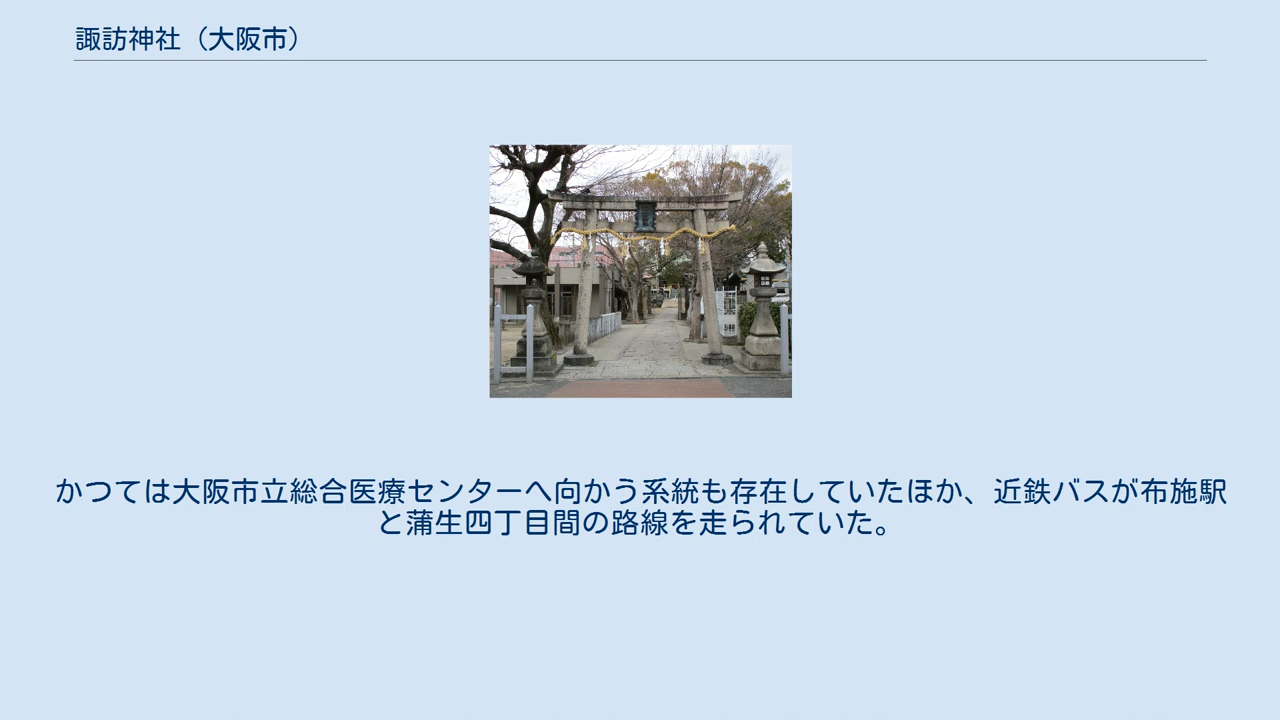 諏訪神社（大阪市）
かつては大阪市立総合医療センターへ向かう系統も存在していたほか、近鉄バスが布施駅
と蒲生四丁目間の路線を走られていた。